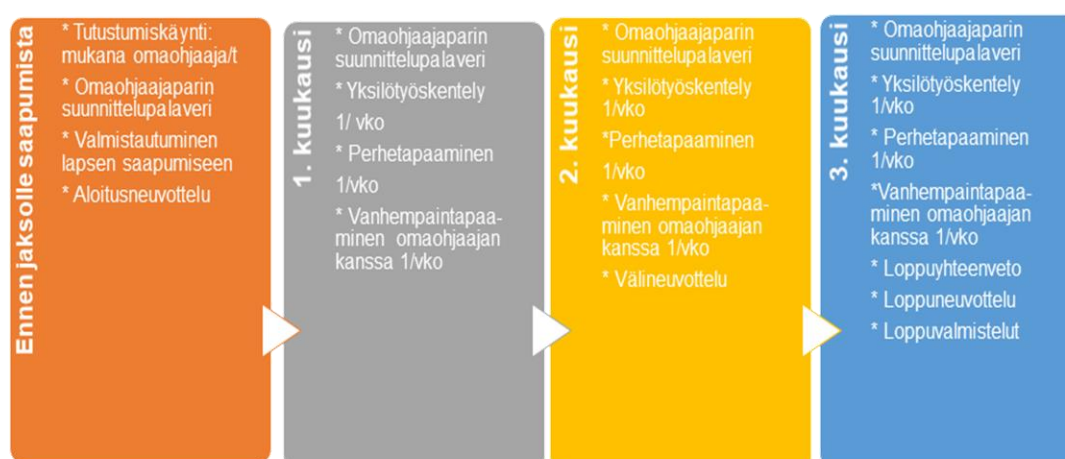 Ennen jaksolle saapumista
* Tutustumiskäynti:
mukana omaohjaaja/t
* Omaohjaajaparin
suunnittelupalaveri
* Valmistautuminen
lapsen saapumiseen
* Aloitusneuvottelu
1. kuukausi
* Omaohjaajaparin
suunnittelupalaveri
* Yksilötyöskentely
1/ vko
* Perhetapaaminen
1/vko
* Vanhempaintapaa-
minen omaohjaajan
kanssa 1/vko
2. kuukausi
* Omaohjaajaparin
suunnittelupalaveri
* Yksilötyöskentely
1/vko
*Perhetapaaminen
1/vko
* Vanhempaintapaa-
minen omaohjaajan
kanssa 1/vko
* Välineuvottelu
3. kuukausi
* Omaohjaajaparin
suunnittelupalaveri
*Yksilötyöskentely
1/vko
* Perhetapaaminen
1/vko
*Vanhempaintapaa-
minen omaohjaajan
kanssa 1/vko
* Loppuyhteenveto
* Loppuneuvottelu
* Loppuvalmistelut